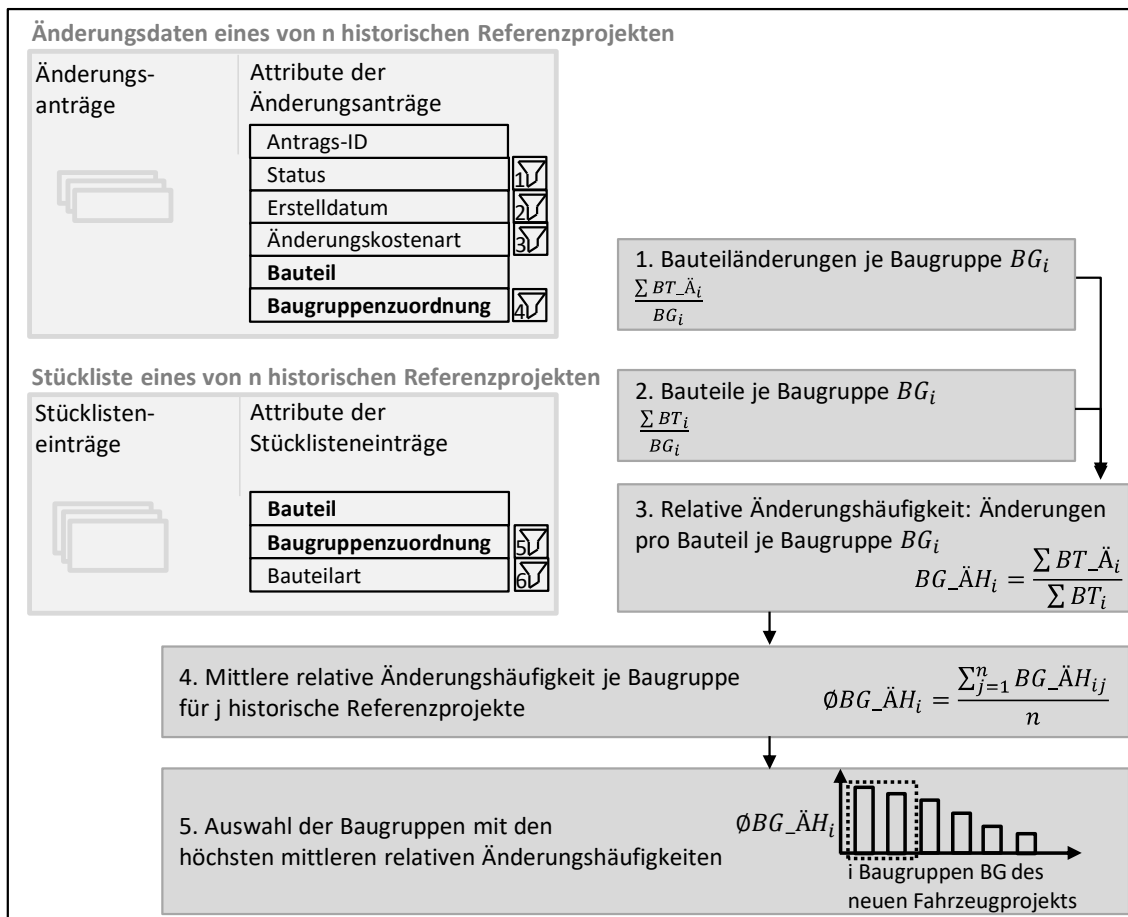 Änderungsdaten eines von n historischen Referenzprojekten
Änderungs-
anträge
Attribute der
Änderungsanträge
Antrags-ID
Status
1
Erstelldatum
2
Änderungskostenart
3
Bauteil
Baugruppenzuordnung
4
Stückliste eines von n historischen Referenzprojekten
Stücklisten-
einträge
Attribute der
Stücklisteneinträge
Bauteil
Baugruppenzuordnung
5
Bauteilart
6
1. Bauteiländerungen je Baugruppe BG_i
∑ BT_Ä_i
BG_i
2. Bauteile je Baugruppe BG_i
∑ BT_i
BG_i
3. Relative Änderungshäufigkeit: Änderungen
pro Bauteil je Baugruppe BG_i
BG_ÄH_i = ∑ BT_Ä_i / ∑ BT_i
4. Mittlere relative Änderungshäufigkeit je Baugruppe
für j historische Referenzprojekte
ØBG_ÄH_i = ∑_{j=1}^{n} BG_ÄH_{ij} / n
5. Auswahl der Baugruppen mit den
höchsten mittleren relativen Änderungshäufigkeiten
ØBG_ÄH_i
i Baugruppen BG des
neuen Fahrzeugprojekts